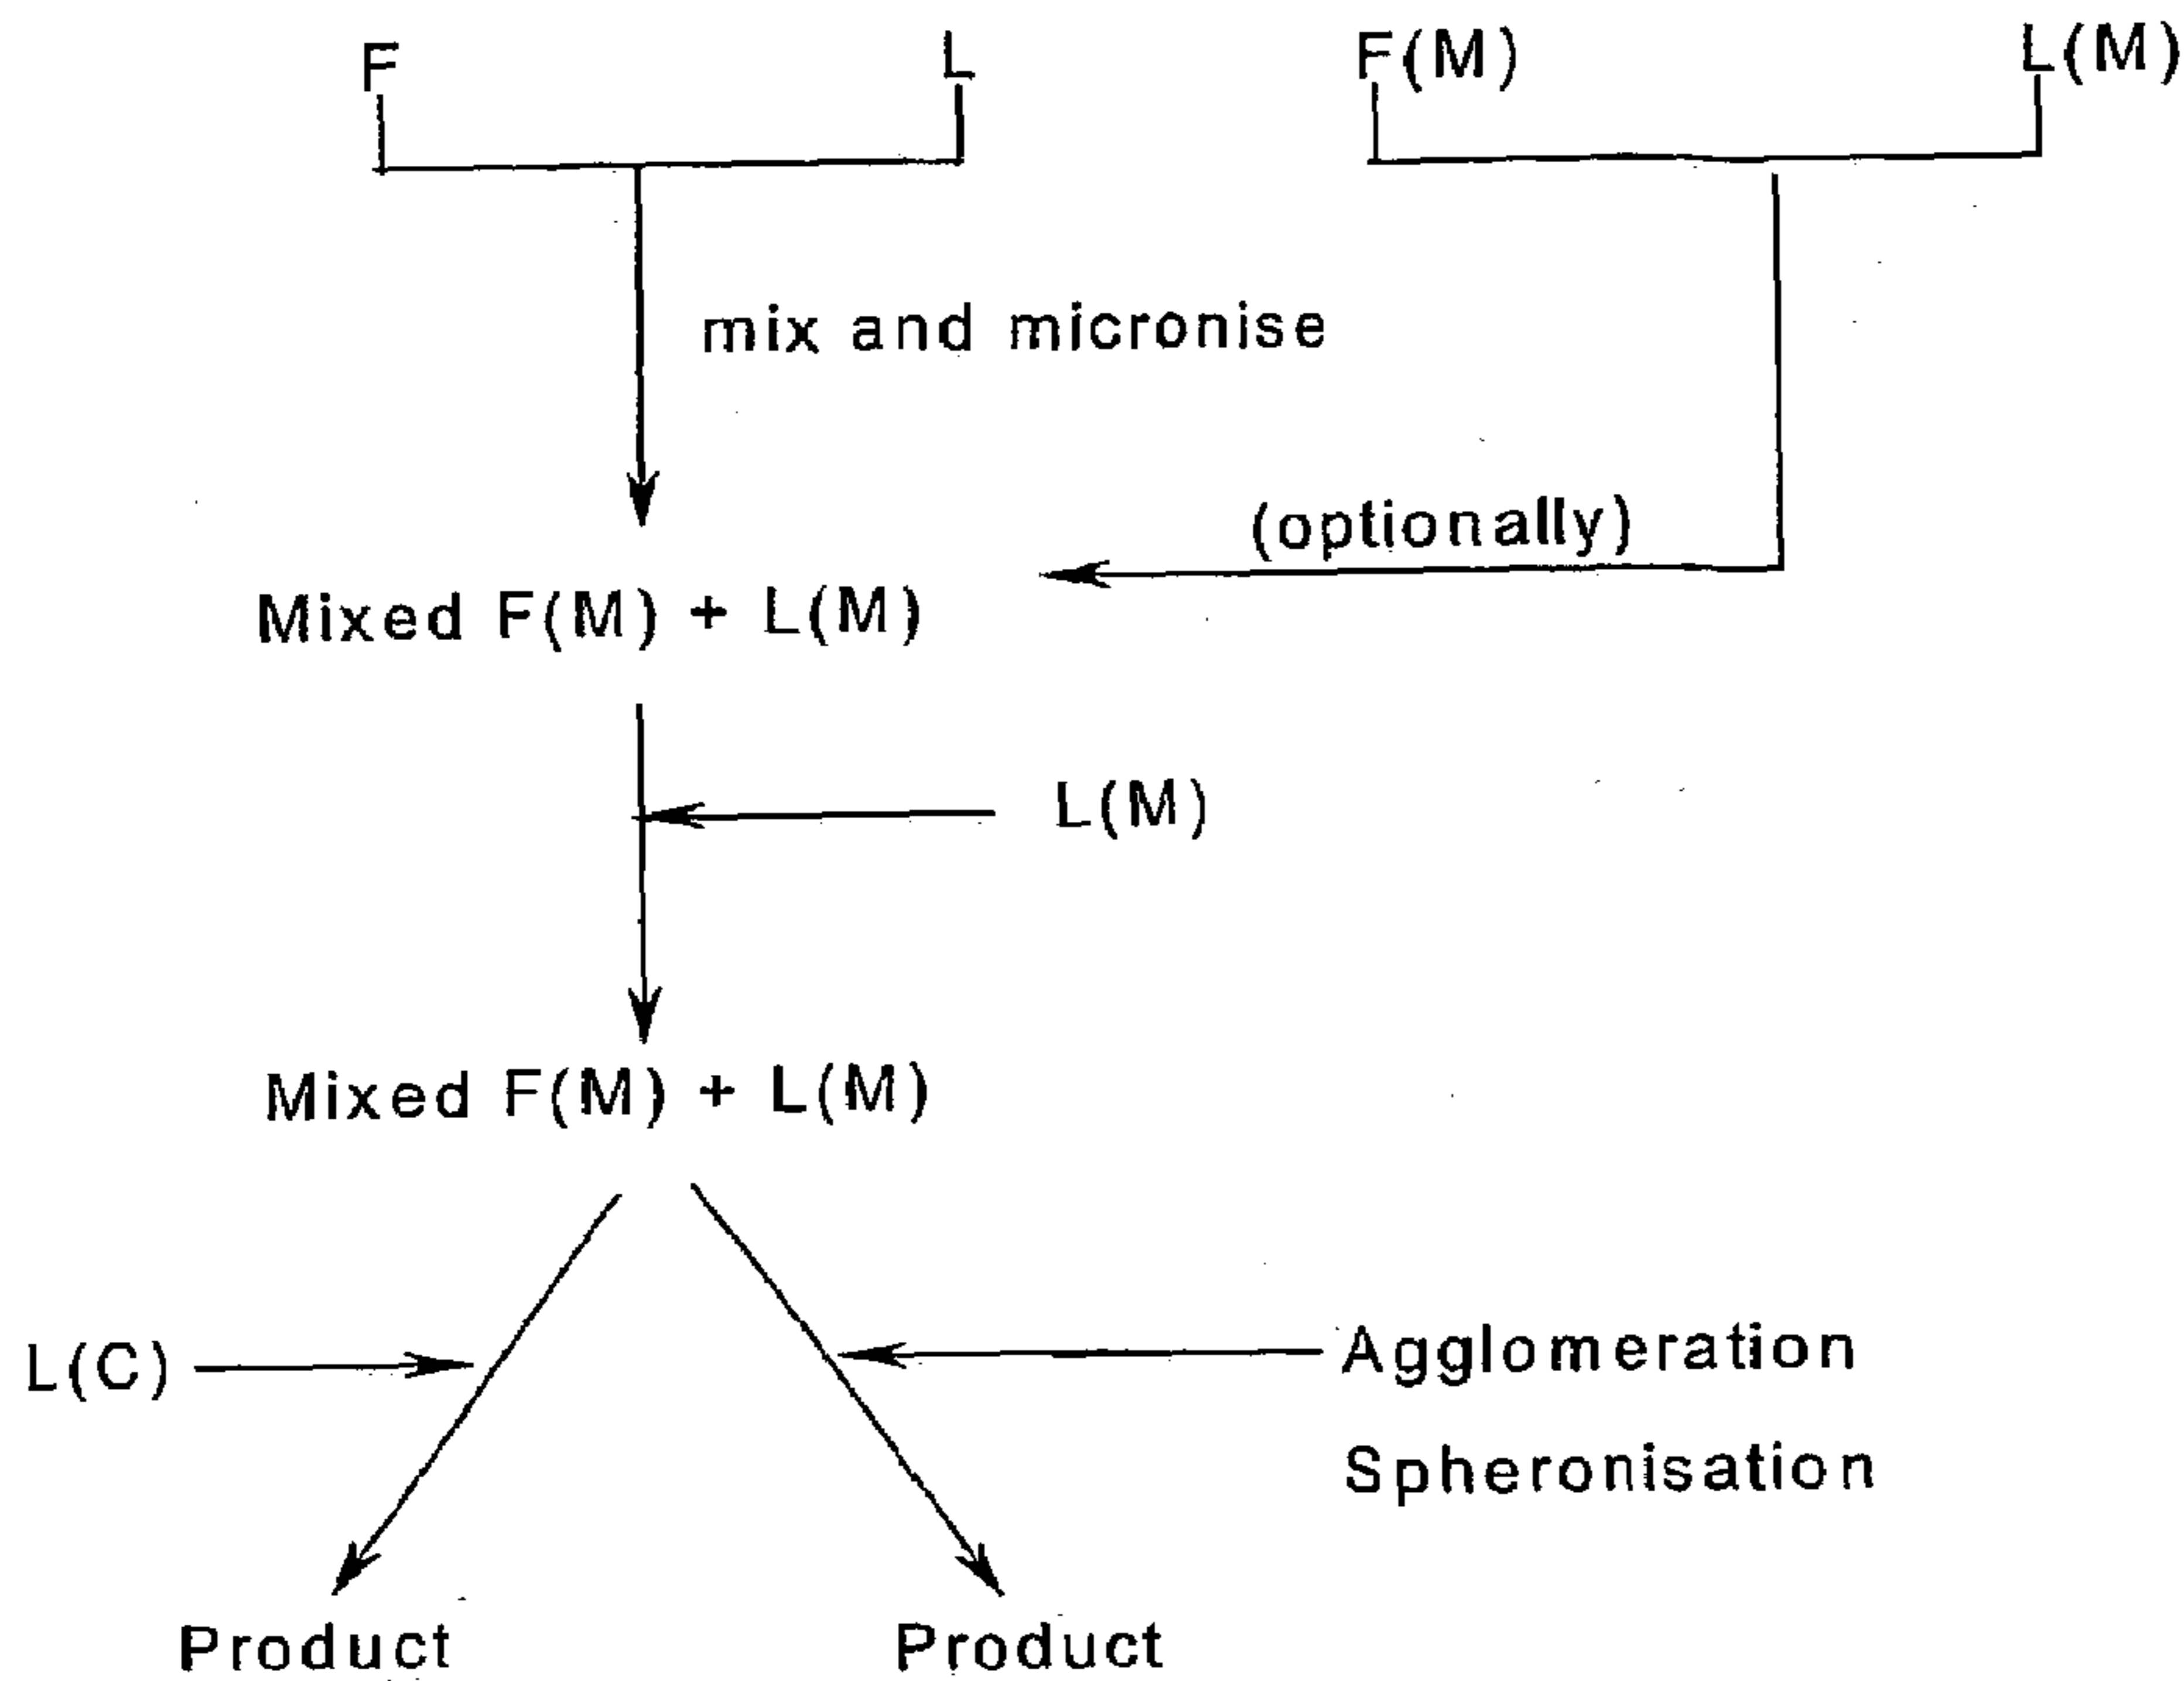 F
L
F(M)
L(M)
mix and micronise
(optionally)
Mixed F(M) + L(M)
L(M)
Mixed F(M) + L(M)
L(C)
Agglomeration
Spheronisation
Product
Product